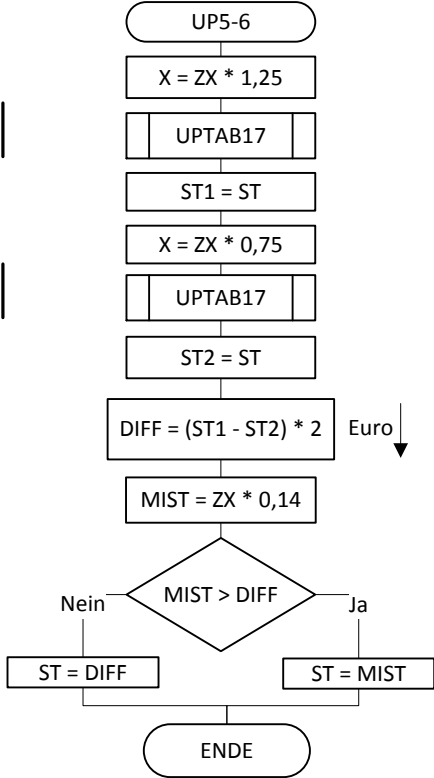 UP5-6
X = ZX * 1,25
UPTAB17
ST1 = ST
X = ZX * 0,75
UPTAB17
ST2 = ST
DIFF = (ST1 - ST2) * 2
Euro
MIST = ZX * 0,14
MIST > DIFF
Nein
Ja
ST = DIFF
ST = MIST
ENDE